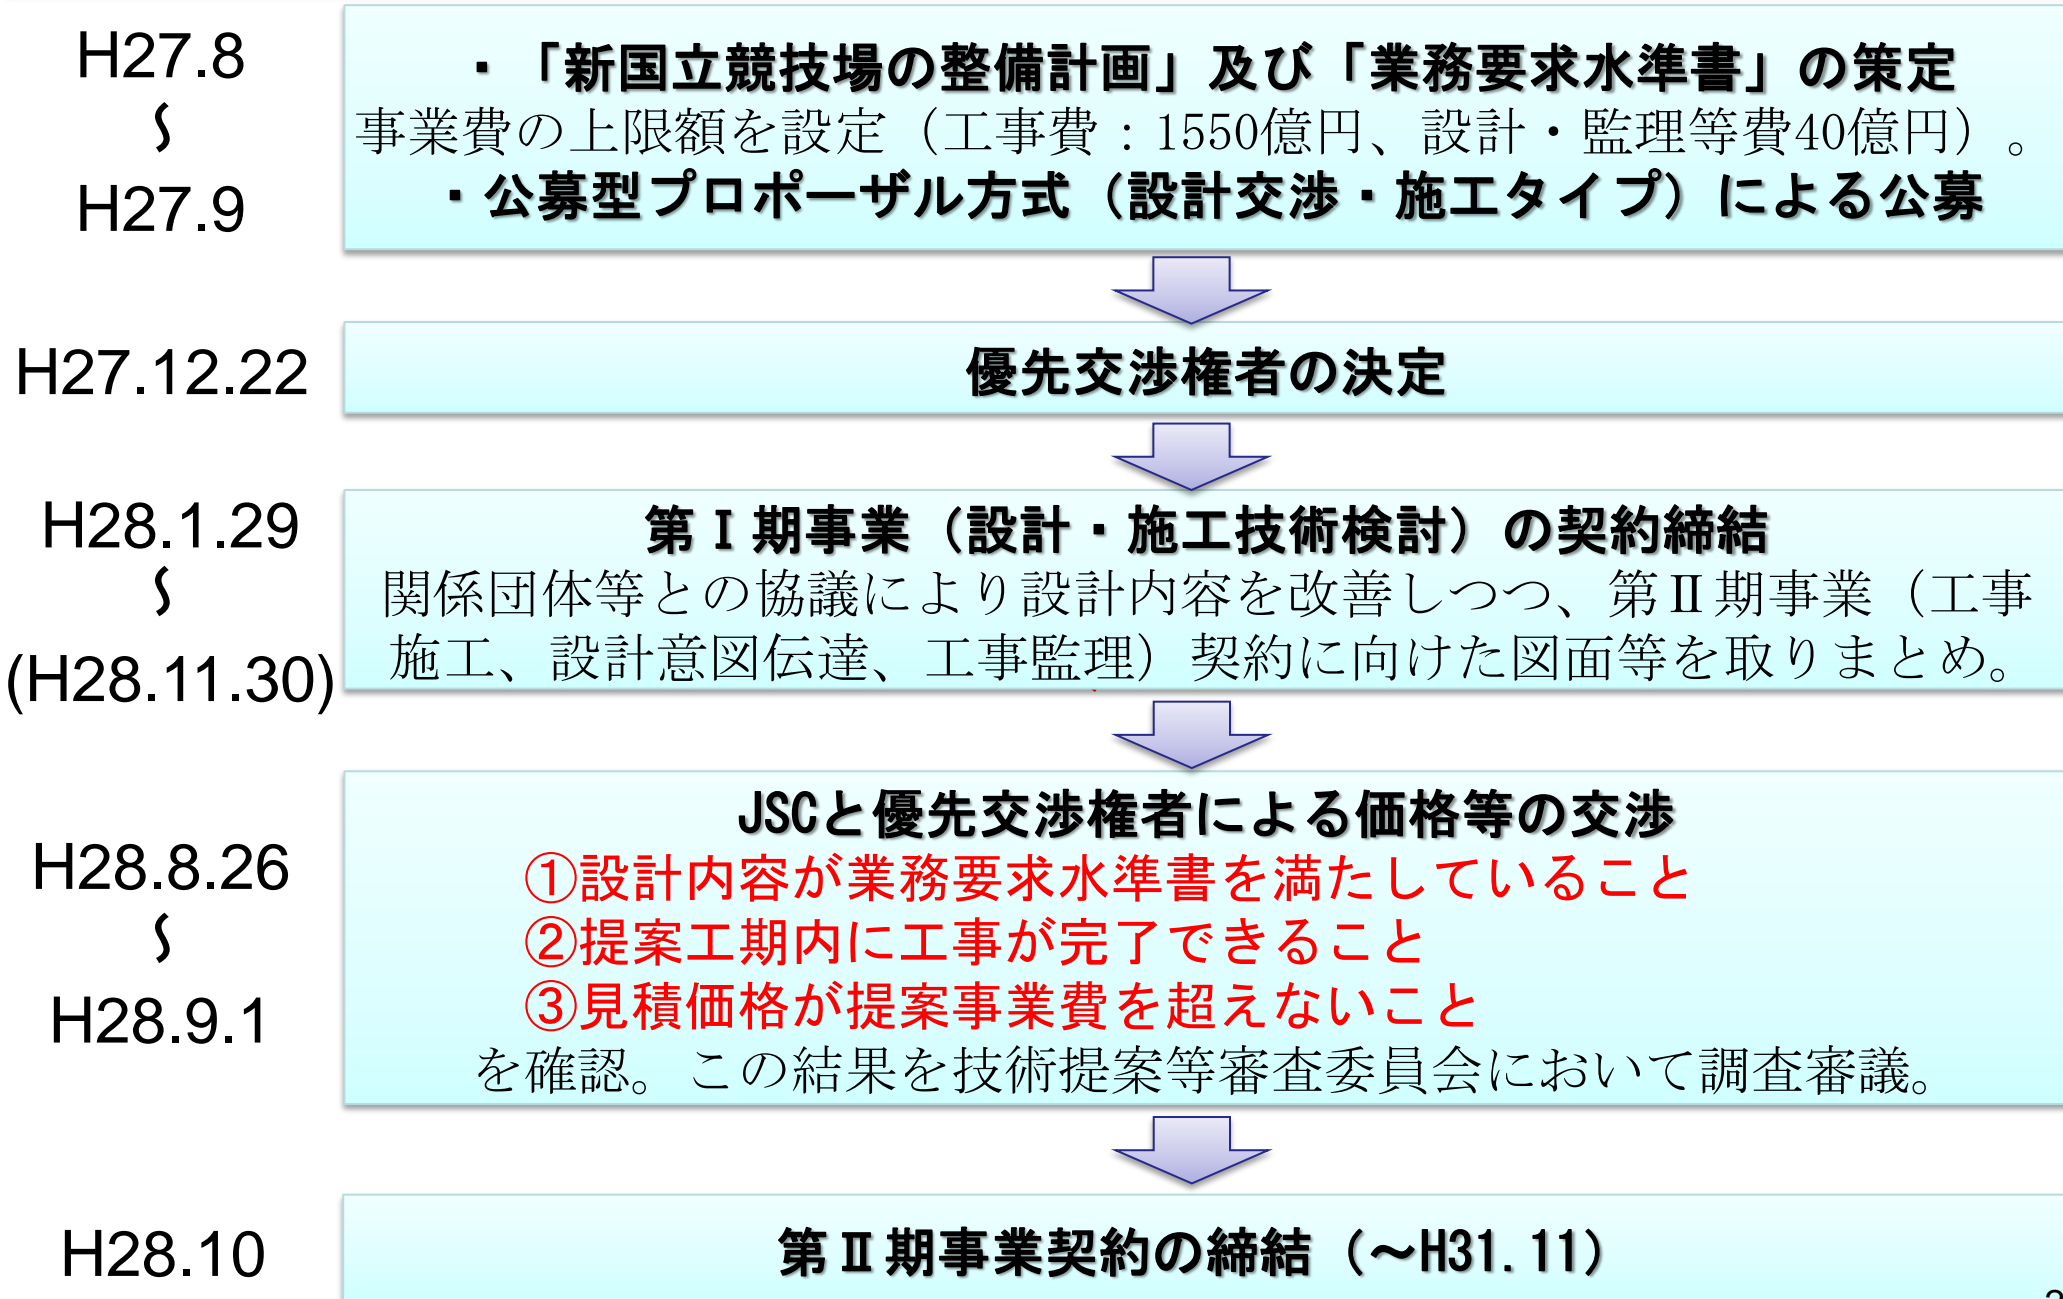 H27.8
〜
H27.9
・「新国立競技場の整備計画」及び「業務要求水準書」の策定
事業費の上限額を設定（工事費：1550億円、設計・監理等費40億円）。
・公募型プロポーザル方式（設計交渉・施工タイプ）による公募
H27.12.22
優先交渉権者の決定
H28.1.29
〜
(H28.11.30)
第Ⅰ期事業（設計・施工技術検討）の契約締結
関係団体等との協議により設計内容を改善しつつ、第Ⅱ期事業（工事
施工、設計意図伝達、工事監理）契約に向けた図面等を取りまとめ。
H28.8.26
〜
H28.9.1
JSCと優先交渉権者による価格等の交渉
①設計内容が業務要求水準書を満たしていること
②提案工期内に工事が完了できること
③見積価格が提案事業費を超えないこと
を確認。この結果を技術提案等審査委員会において調査審議。
H28.10
第Ⅱ期事業契約の締結（～H31.11）